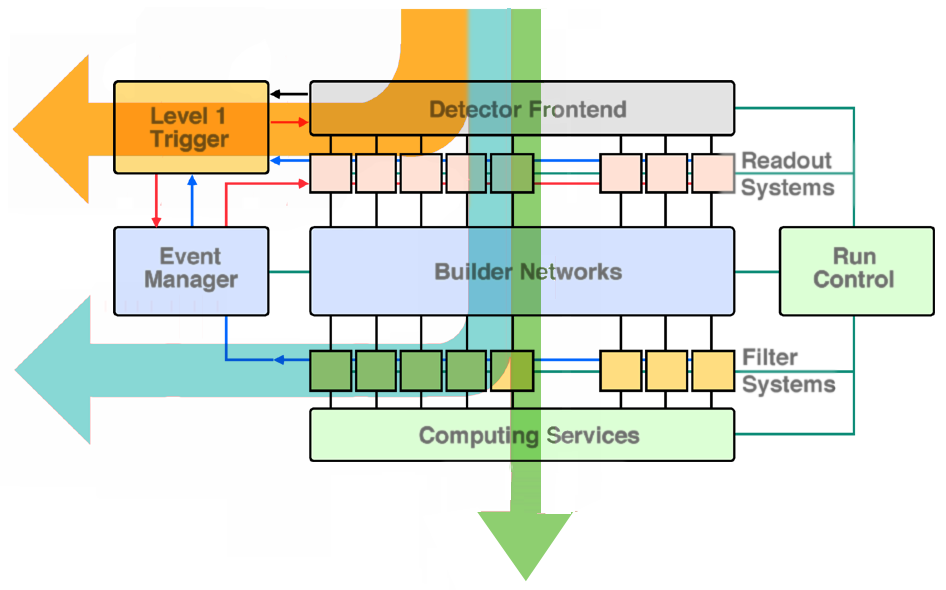 Level 1
Trigger
Detector Frontend
Readout
Systems
Event
Manager
Builder Networks
Run
Control
Filter
Systems
Computing Services